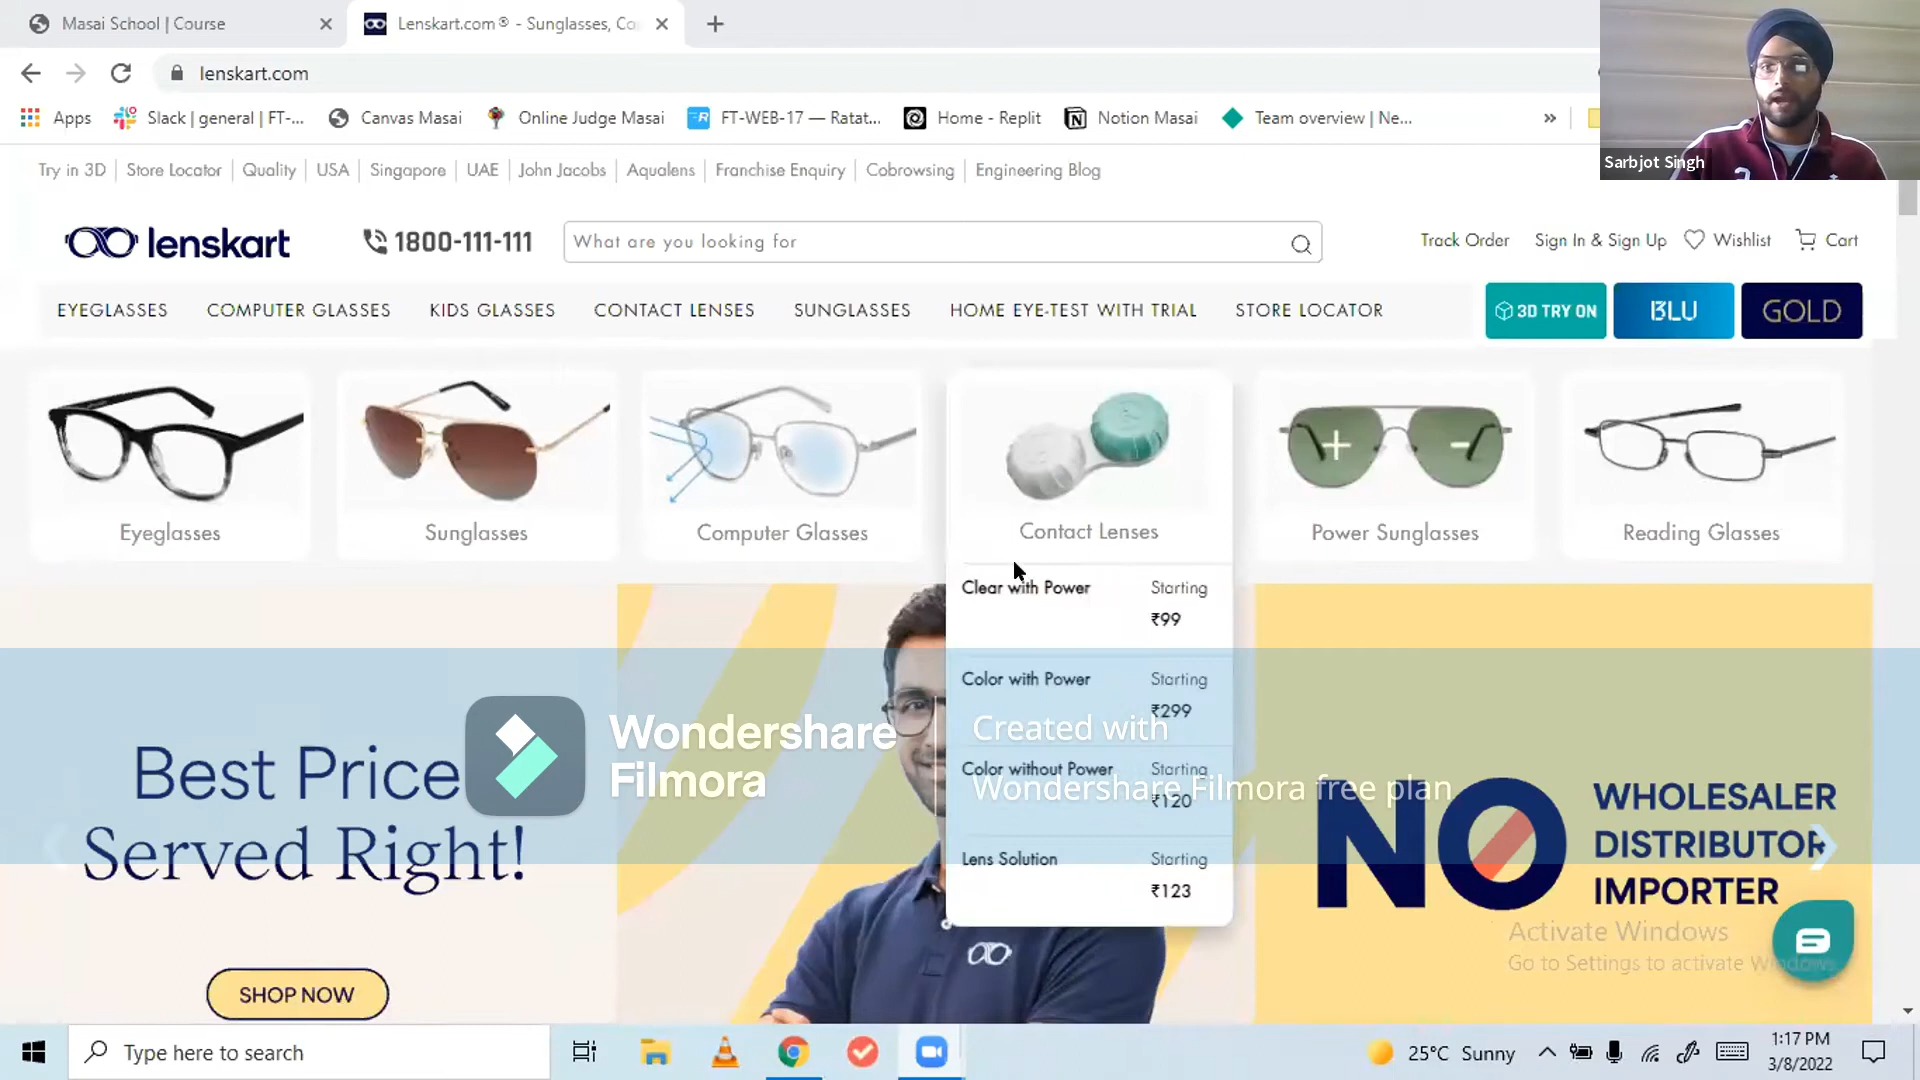 Masai School | Course
Lenskart.com® - Sunglasses, Co
lenskart.com
Apps
Slack | general | FT-...
Canvas Masai
Online Judge Masai
FT-WEB-17 — Ratat...
Home - Replit
Notion Masai
Team overview | Ne...
Sarbjot Singh
Try in 3D
Store Locator
Quality
USA
Singapore
UAE
John Jacobs
Aqualens
Franchise Enquiry
Cobrowsing
Engineering Blog
lenskart
1800-111-111
What are you looking for
Track Order
Sign In & Sign Up
Wishlist
Cart
EYEGLASSES
COMPUTER GLASSES
KIDS GLASSES
CONTACT LENSES
SUNGLASSES
HOME EYE-TEST WITH TRIAL
STORE LOCATOR
3D TRY ON
BLU
GOLD
Eyeglasses
Sunglasses
Computer Glasses
Contact Lenses
Power Sunglasses
Reading Glasses
Clear with Power Starting
₹99
Color with Power Starting
₹299
Color without Power Starting
₹120
Lens Solution Starting
₹123
Best Price
Served Right!
SHOP NOW
Wondershare
Filmora
Created with
Wondershare Filmora free plan
NO
WHOLESALER
DISTRIBUTOR
IMPORTER
Activate Windows
Go to Settings to activate Windows.
Type here to search
25°C Sunny
1:17 PM
3/8/2022